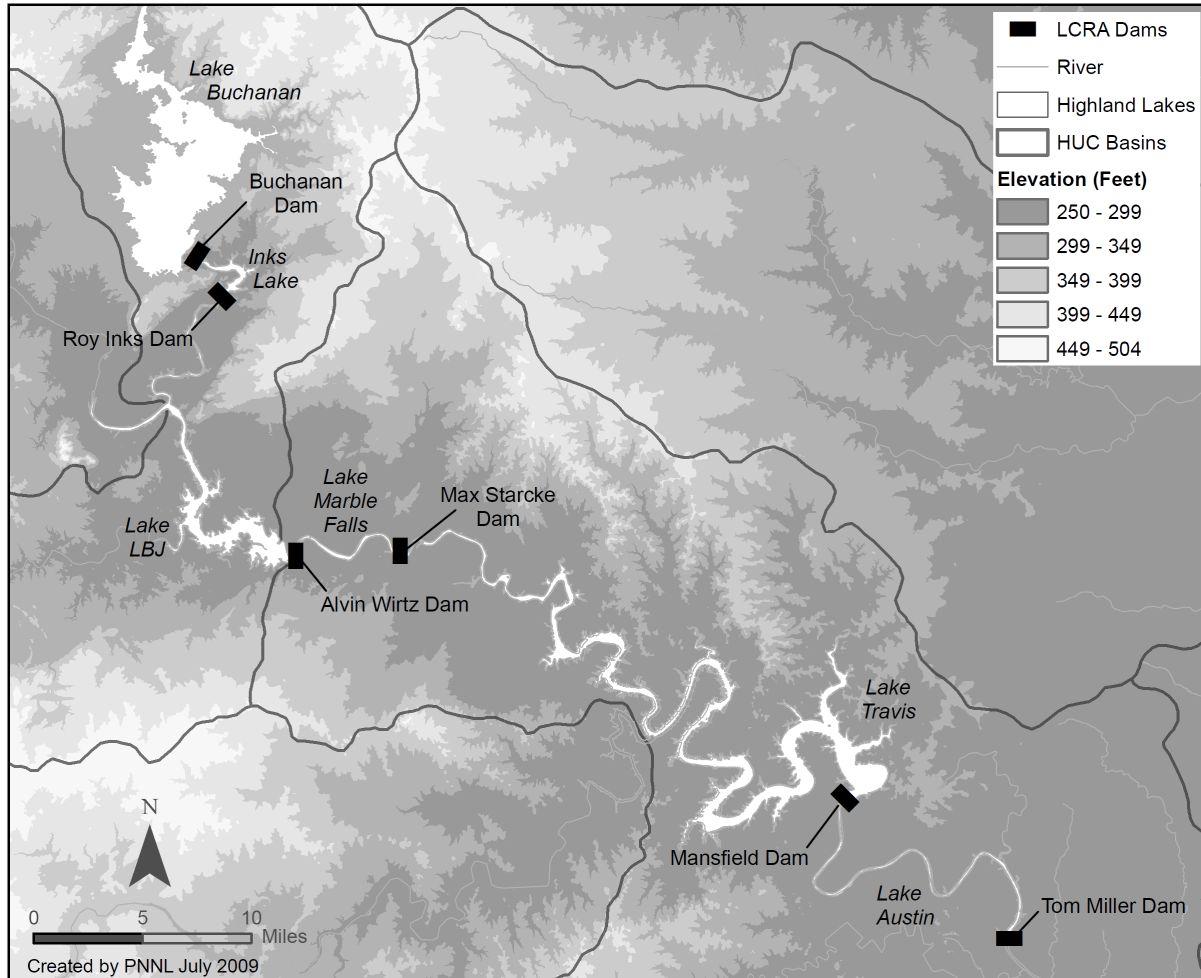 LCRA Dams
River
Highland Lakes
HUC Basins
Elevation (Feet)
250 - 299
299 - 349
349 - 399
399 - 449
449 - 504
Lake
Buchanan
Buchanan
Dam
Inks
Lake
Roy Inks Dam
Lake
Marble
Falls
Max Starcke
Dam
Lake
LBJ
Alvin Wirtz Dam
Lake
Travis
Mansfield Dam
Lake
Austin
Tom Miller Dam
N
0 5 10
Miles
Created by PNNL July 2009